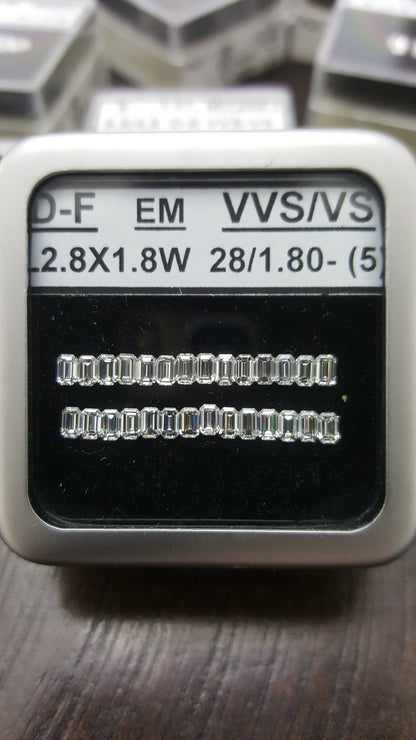 D-F EM VVS/VS
L2.8X1.8W 28/1.80- (5)